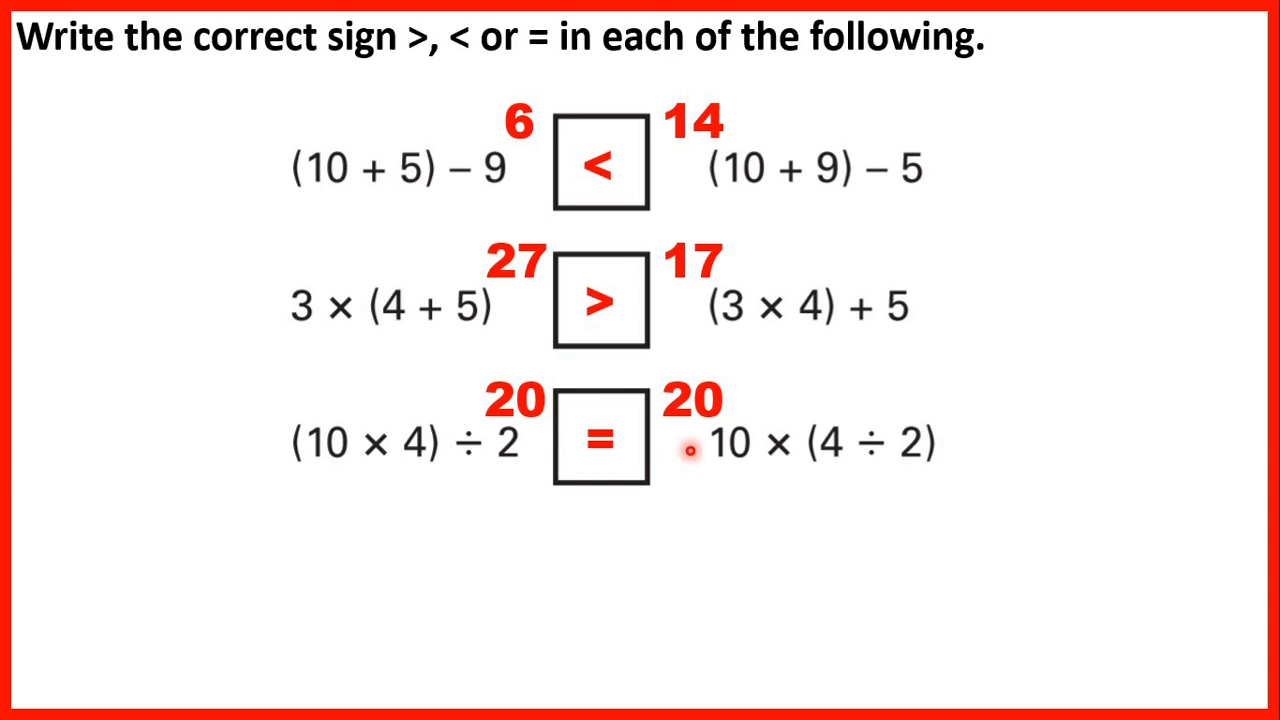 Write the correct sign >, < or = in each of the following.
6 14
(10 + 5) – 9 < (10 + 9) – 5
27 17
3 × (4 + 5) > (3 × 4) + 5
20 20
(10 × 4) ÷ 2 = 10 × (4 ÷ 2)